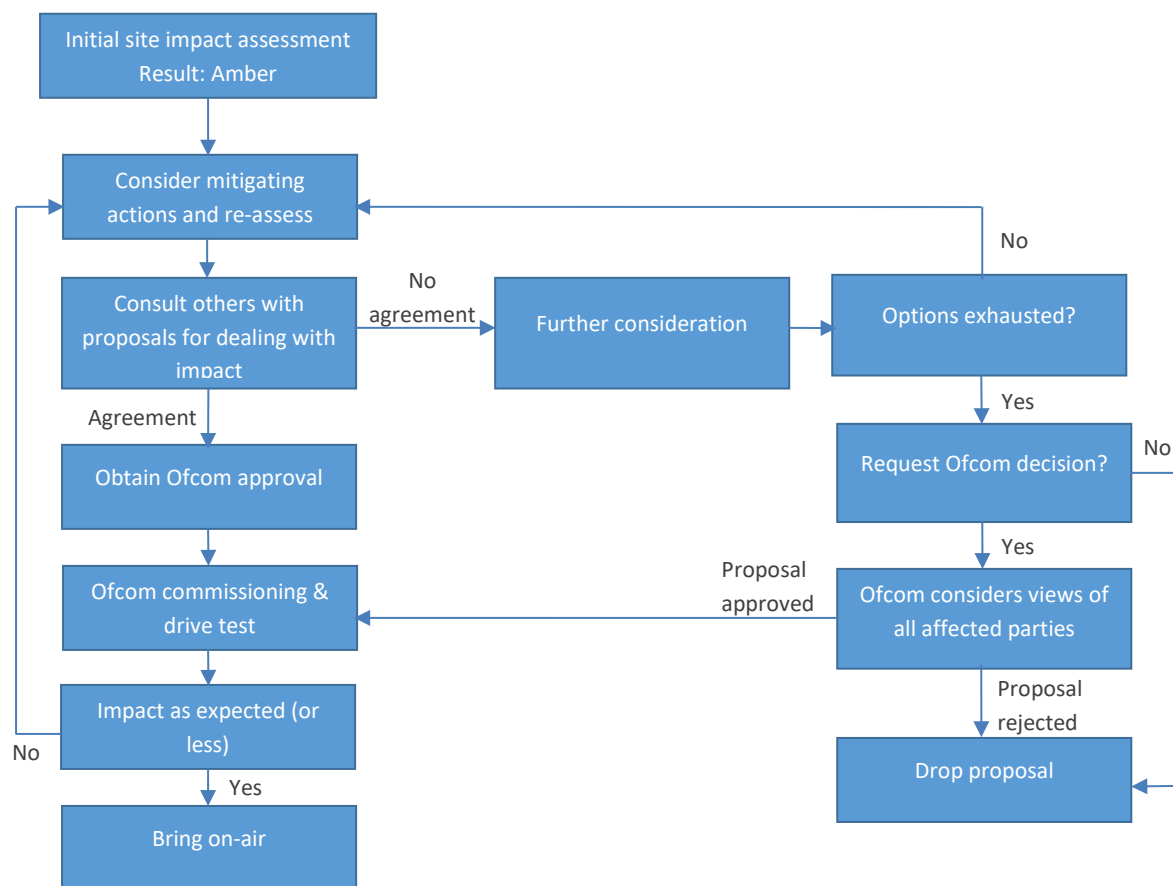 Initial site impact assessment
Result: Amber
Consider mitigating
actions and re-assess
No
Consult others with
proposals for dealing with
impact
No
agreement
Further consideration
Options exhausted?
Agreement
Yes
Obtain Ofcom approval
Request Ofcom decision?
No
Yes
Ofcom commissioning &
drive test
Proposal
approved
Ofcom considers views of
all affected parties
Impact as expected (or
less)
No
Proposal
rejected
Yes
Drop proposal
Bring on-air